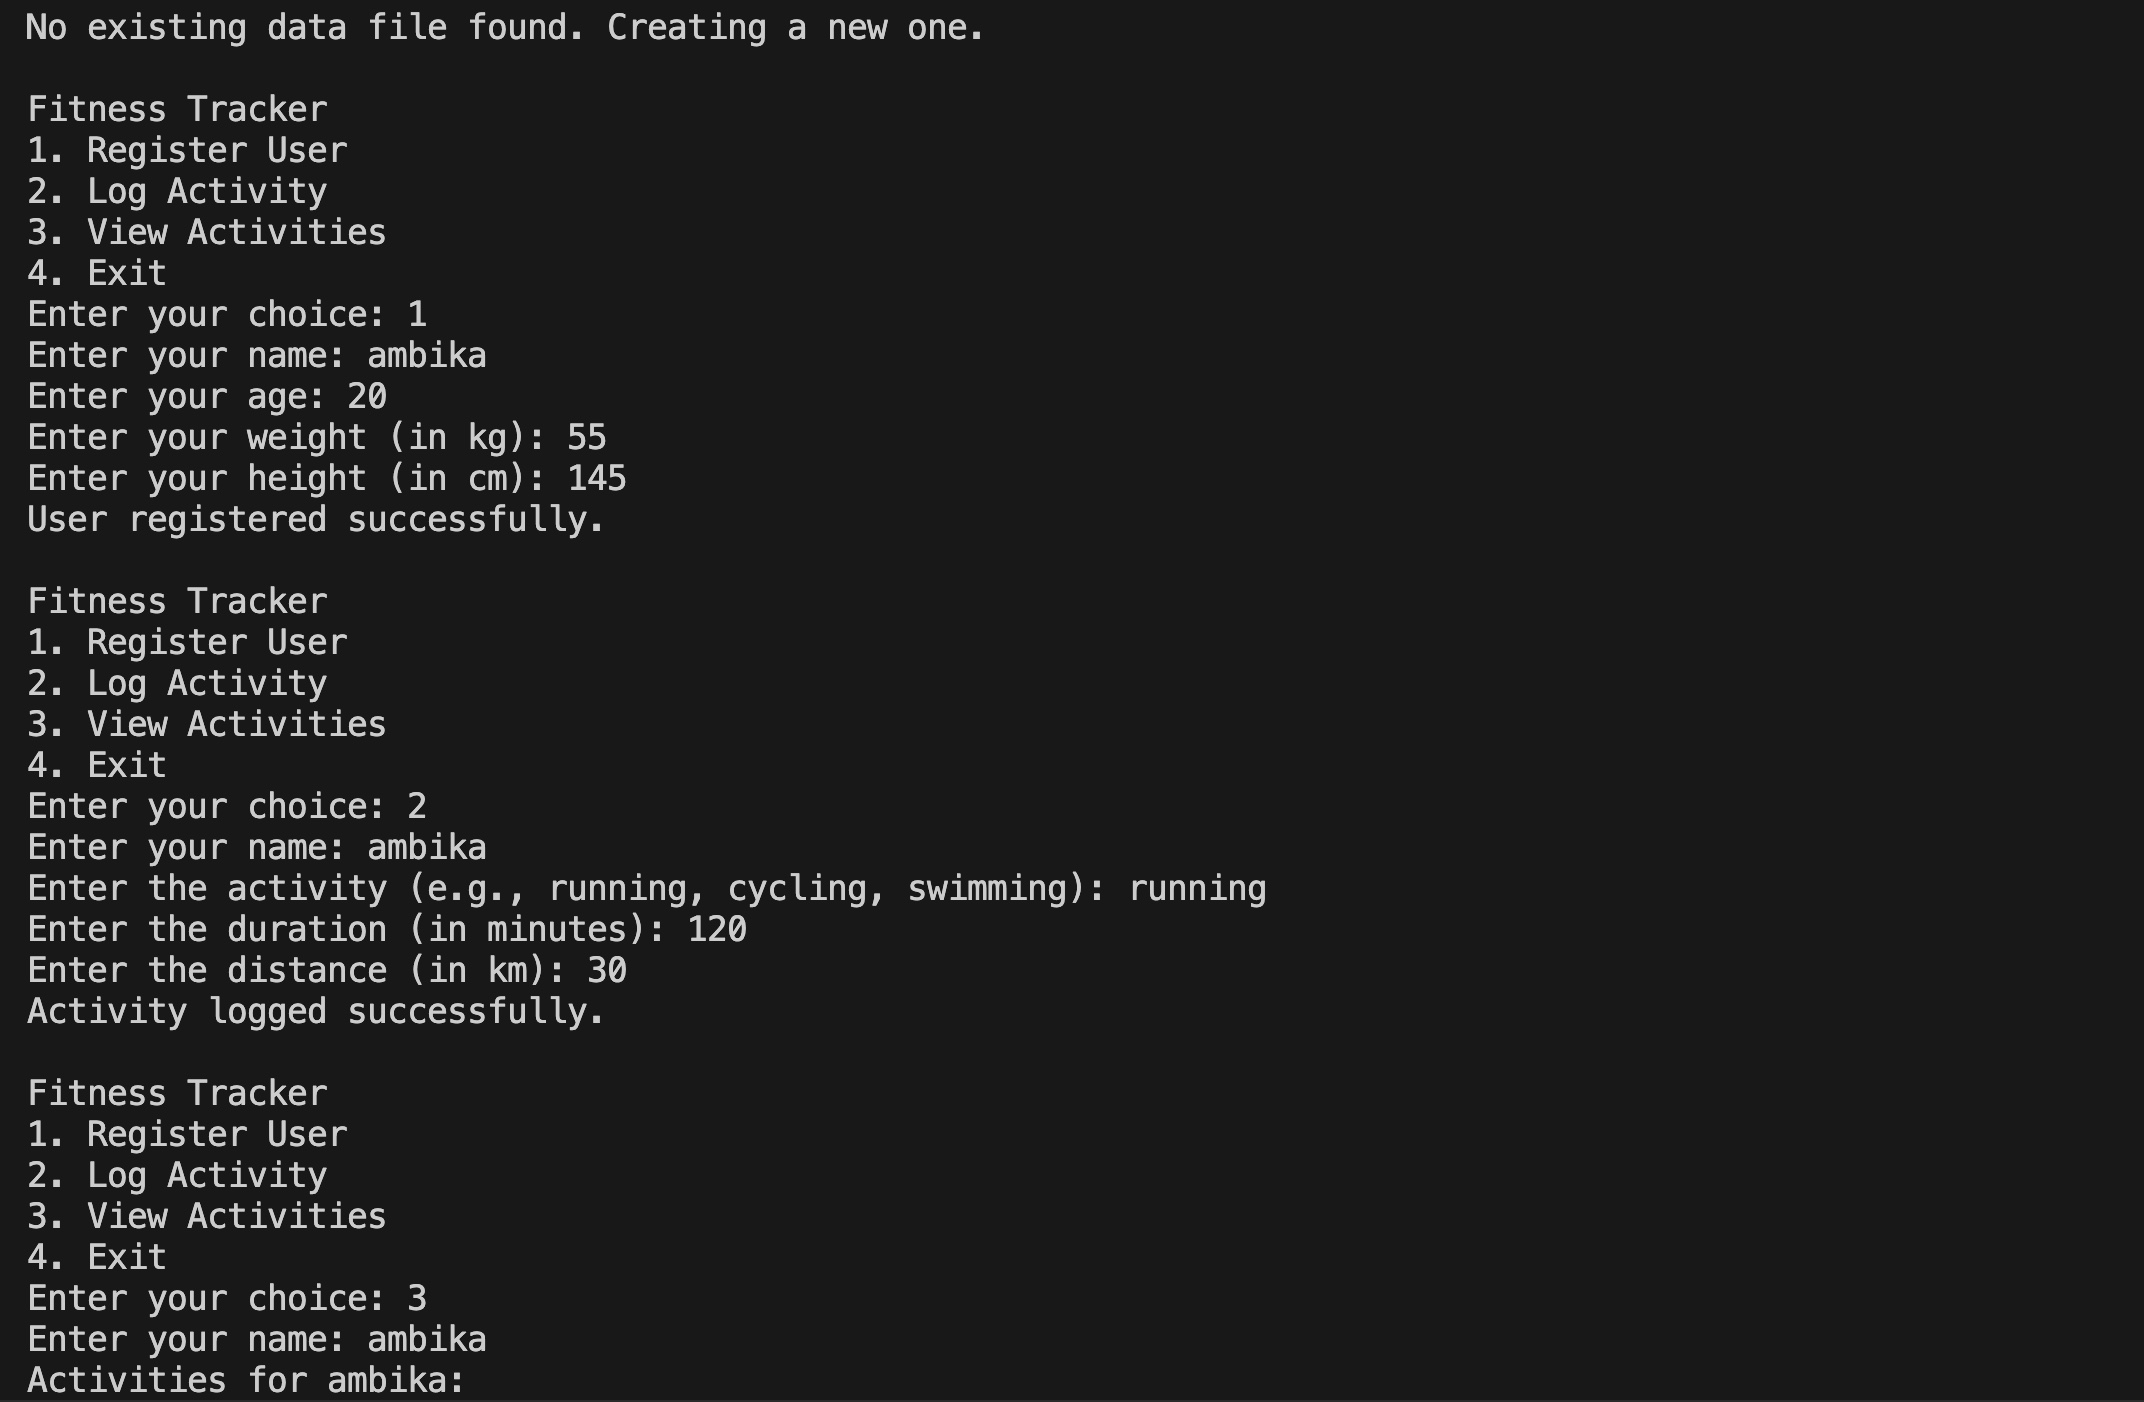 No existing data file found. Creating a new one.
Fitness Tracker
1. Register User
2. Log Activity
3. View Activities
4. Exit
Enter your choice: 1
Enter your name: ambika
Enter your age: 20
Enter your weight (in kg): 55
Enter your height (in cm): 145
User registered successfully.
Fitness Tracker
1. Register User
2. Log Activity
3. View Activities
4. Exit
Enter your choice: 2
Enter your name: ambika
Enter the activity (e.g., running, cycling, swimming): running
Enter the duration (in minutes): 120
Enter the distance (in km): 30
Activity logged successfully.
Fitness Tracker
1. Register User
2. Log Activity
3. View Activities
4. Exit
Enter your choice: 3
Enter your name: ambika
Activities for ambika: